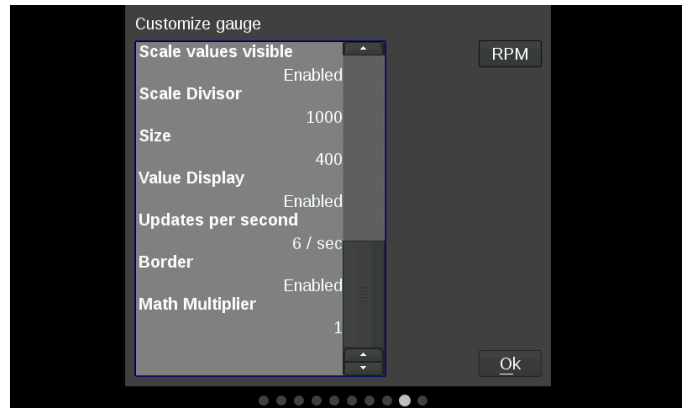 Customize gauge
Scale values visible
Enabled
Scale Divisor
1000
Size
400
Value Display
Enabled
Updates per second
6 / sec
Border
Enabled
Math Multiplier
1
RPM
Ok